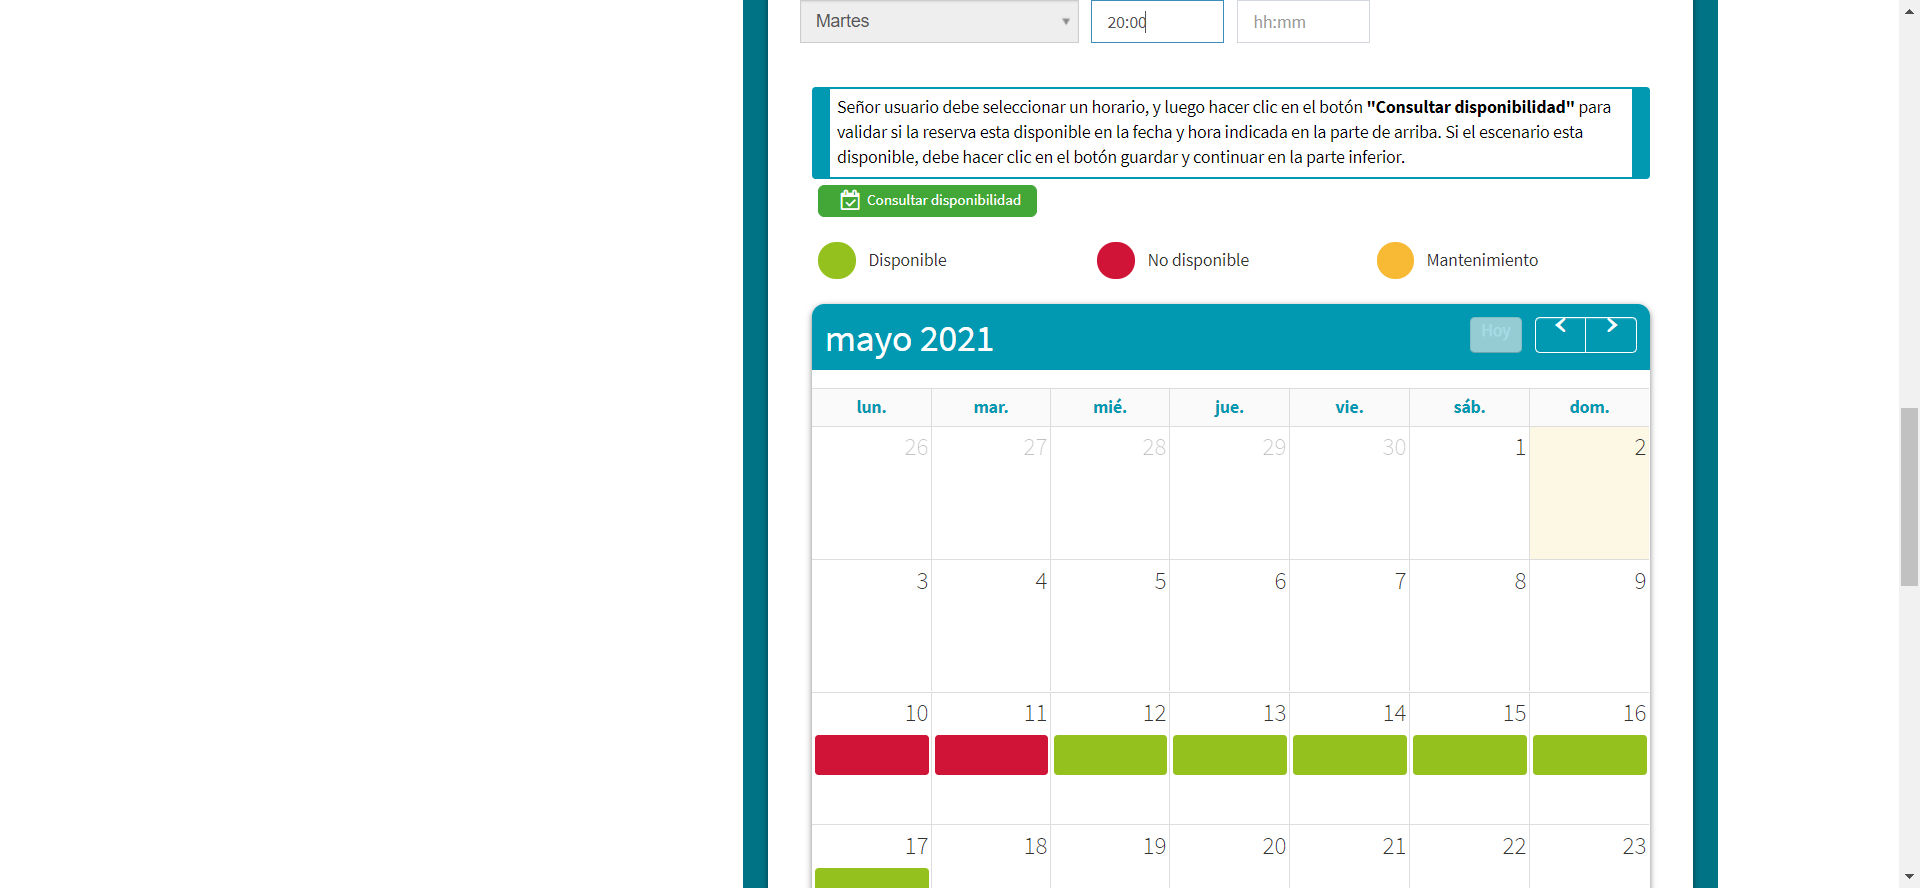 Martes 20:00 hh:mm
Señor usuario debe seleccionar un horario, y luego hacer clic en el botón "Consultar disponibilidad" para
validar si la reserva esta disponible en la fecha y hora indicada en la parte de arriba. Si el escenario esta
disponible, debe hacer clic en el botón guardar y continuar en la parte inferior.
Consultar disponibilidad
Disponible No disponible Mantenimiento
mayo 2021 Hoy
lun. mar. mié. jue. vie. sáb. dom.
26 27 28 29 30 1 2
3 4 5 6 7 8 9
10 11 12 13 14 15 16
17 18 19 20 21 22 23